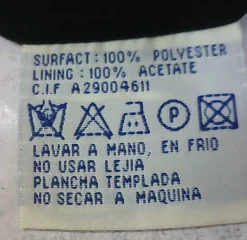 SURFACT: 100% POLYESTER
LINING: 100% ACETATE
C.I.F A29004611
P
LAVAR A MANO, EN FRIO
NO USAR LEJIA
PLANCHA TEMPLADA
NO SECAR A MAQUINA